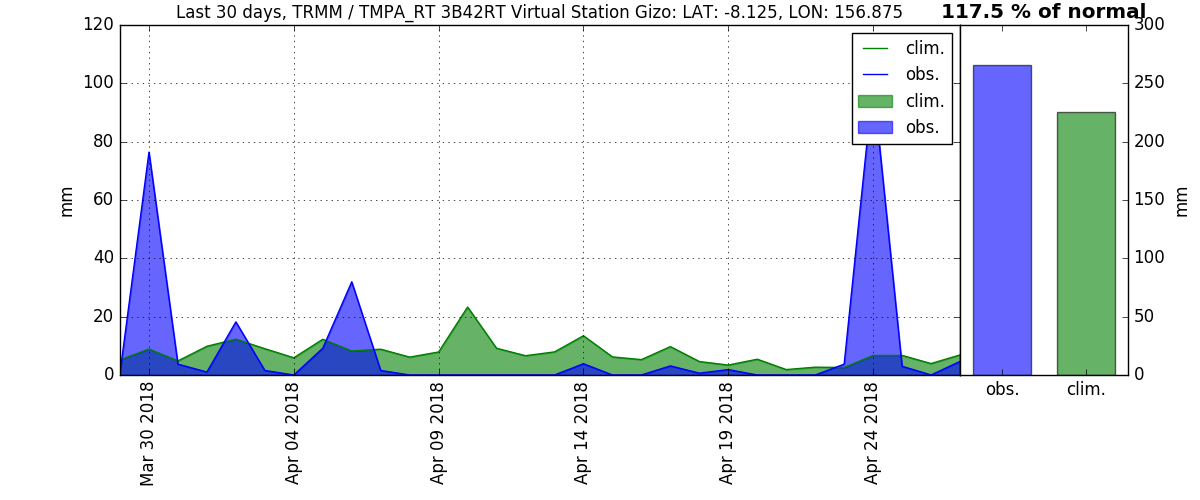 Last 30 days, TRMM / TMPA_RT 3B42RT Virtual Station Gizo: LAT: -8.125, LON: 156.875
117.5 % of normal
120
100
80
60
40
20
0
mm
clim.
obs.
clim.
obs.
300
250
200
150
100
50
0
mm
Mar 30 2018
Apr 04 2018
Apr 09 2018
Apr 14 2018
Apr 19 2018
Apr 24 2018
obs.
clim.